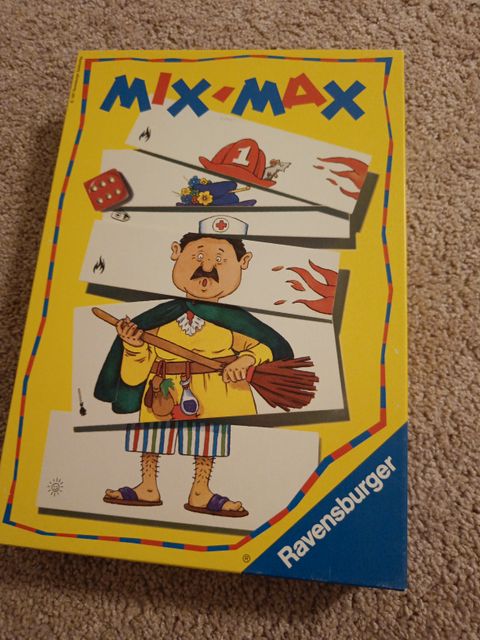 MIX-MAX
1
Ravensburger
®